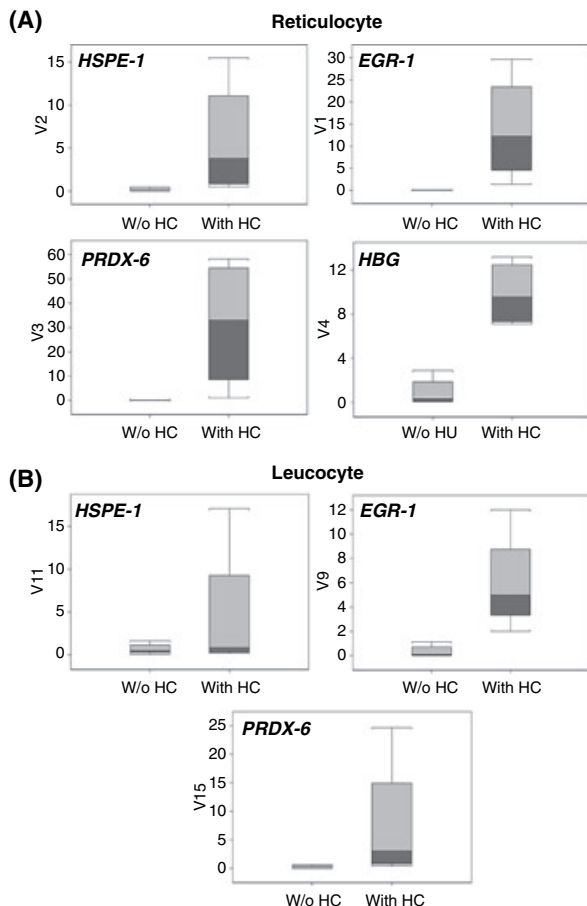 (A)
Reticulocyte
HSPE-1
15
10
5
0
V2
W/o HC With HC
EGR-1
30
25
20
15
10
5
0
V1
W/o HC With HC
PRDX-6
60
50
40
30
20
10
0
V3
W/o HC With HC
HBG
12
8
4
0
V4
W/o HU With HC
(B)
Leucocyte
HSPE-1
15
10
5
0
V11
W/o HC With HC
EGR-1
12
10
8
6
4
2
0
V9
W/o HC With HC
PRDX-6
25
20
15
10
5
0
V15
W/o HC With HC